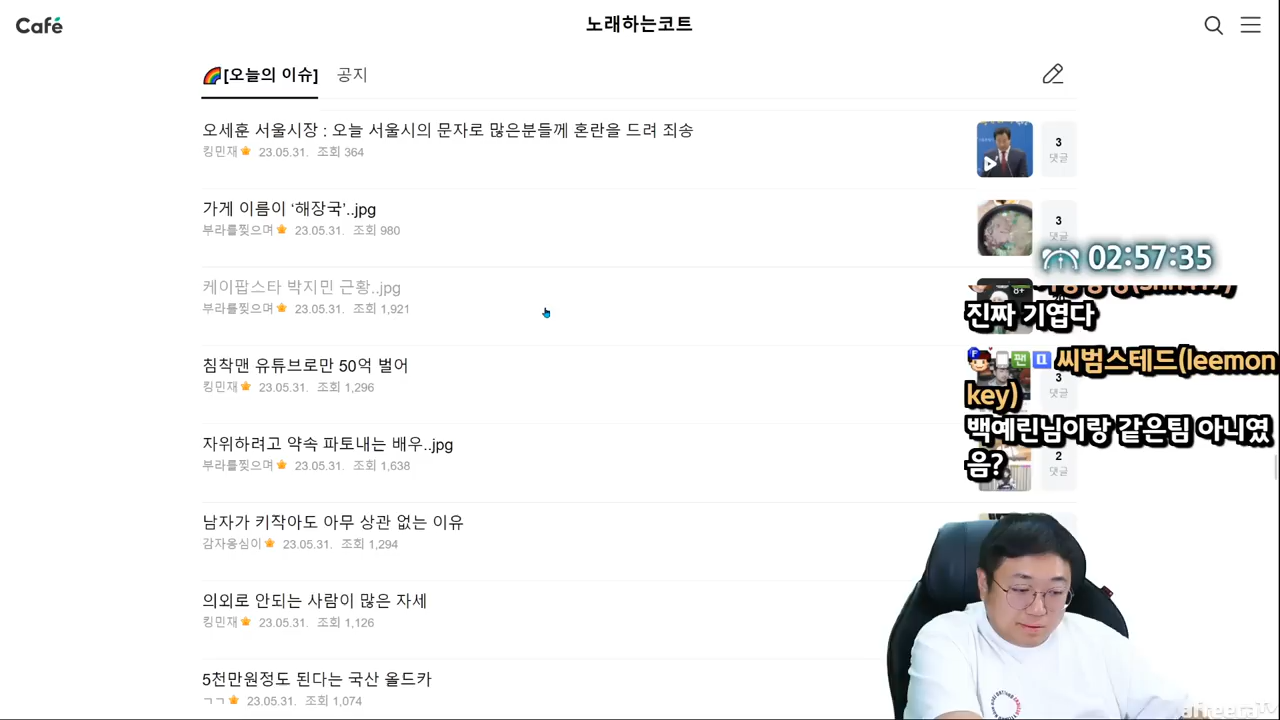 Café
노래하는코트
🌈[오늘의 이슈] 공지
오세훈 서울시장 : 오늘 서울시의 문자로 많은분들께 혼란을 드려 죄송
킹민재 23.05.31. 조회 364
3
댓글
가게 이름이 ‘해장국’..jpg
부라를찢으며 23.05.31. 조회 980
3
댓글
02:57:35
케이팝스타 박지민 근황..jpg
부라를찢으며 23.05.31. 조회 1,921
진짜 기엽다
침착맨 유튜브로만 50억 벌어
킹민재 23.05.31. 조회 1,296
3
댓글
팬 씨범스테드(leemon
key)
백예린님이랑 같은팀 아니였
음?
자위하려고 약속 파토내는 배우..jpg
부라를찢으며 23.05.31. 조회 1,638
2
댓글
남자가 키작아도 아무 상관 없는 이유
감자옹심이 23.05.31. 조회 1,294
의외로 안되는 사람이 많은 자세
킹민재 23.05.31. 조회 1,126
5천만원정도 된다는 국산 올드카
ㄱㄱ 23.05.31. 조회 1,074
afreecaTV